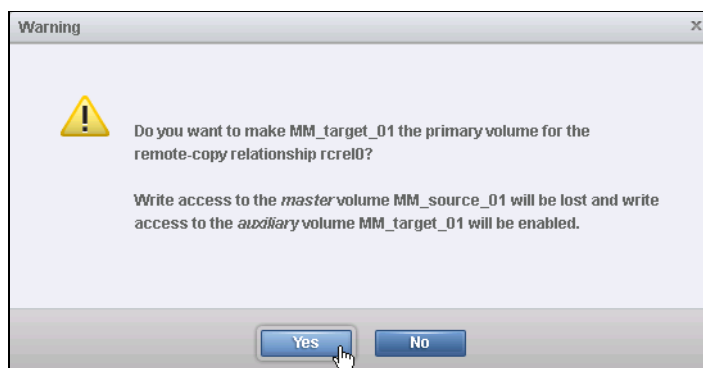 Warning
x
Do you want to make MM_target_01 the primary volume for the
remote-copy relationship rcrel0?
Write access to the master volume MM_source_01 will be lost and write
access to the auxiliary volume MM_target_01 will be enabled.
Yes
No